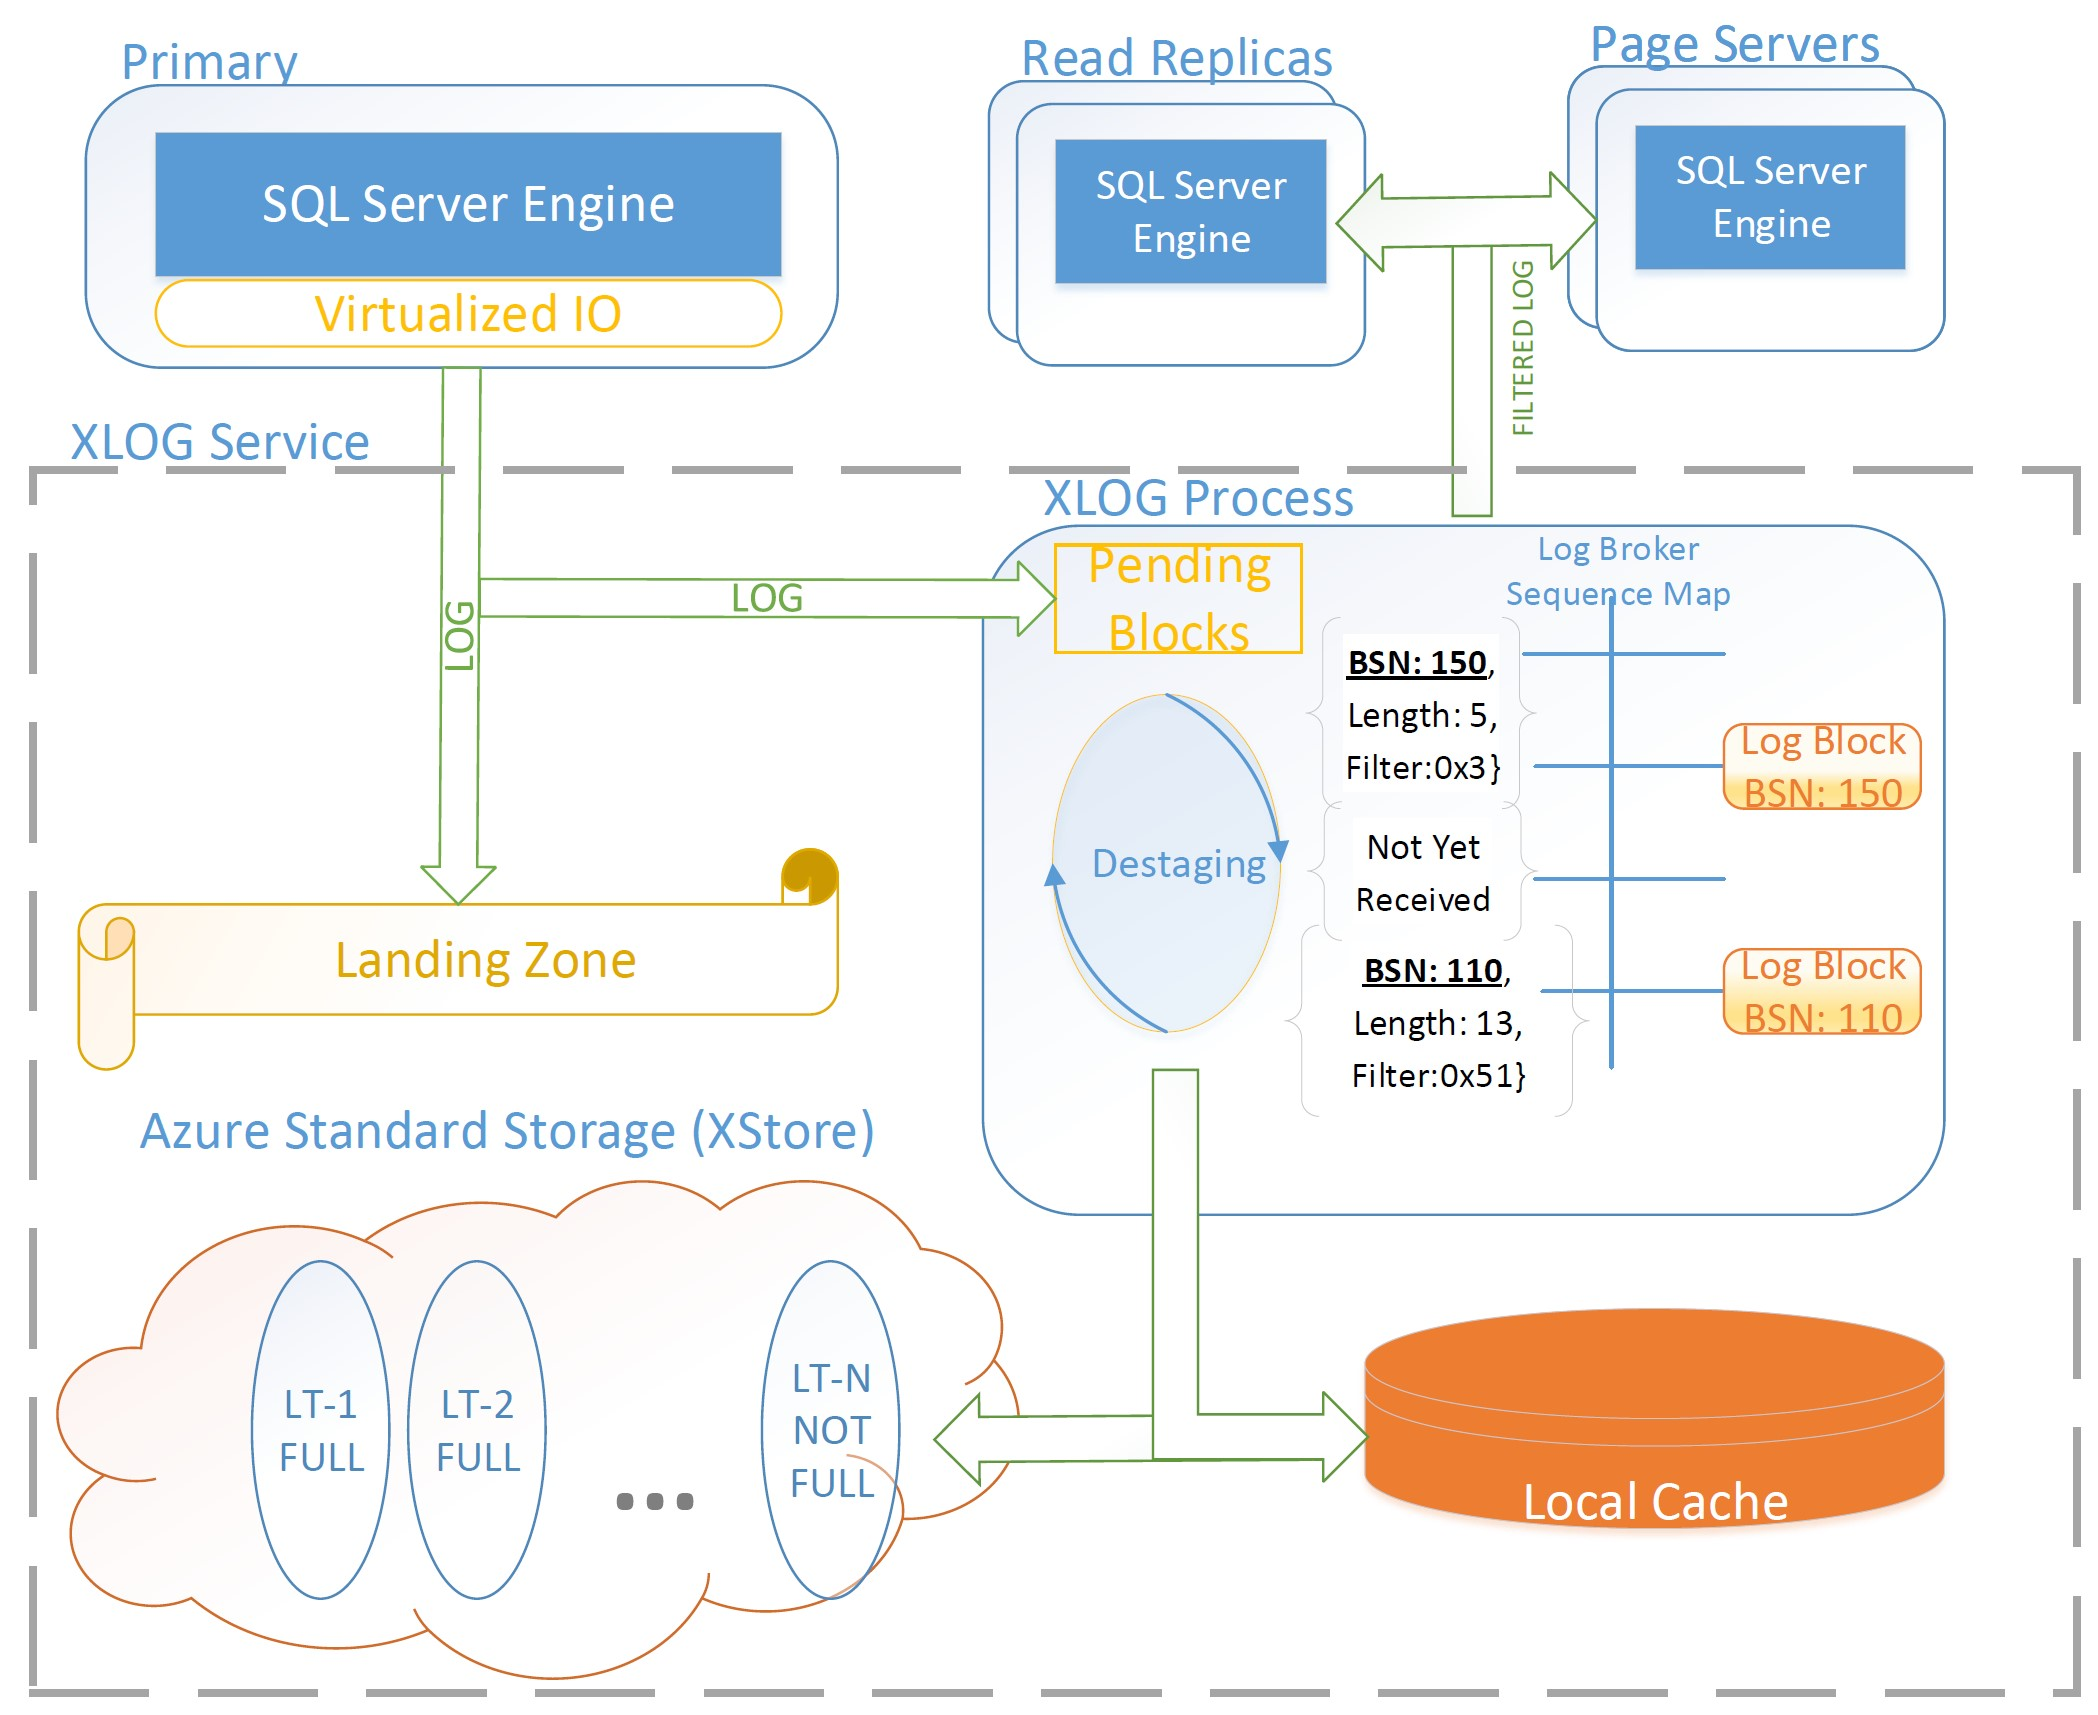 Primary
SQL Server Engine
Virtualized IO
Read Replicas
SQL Server
Engine
Page Servers
SQL Server
Engine
FILTERED LOG
XLOG Service
LOG
LOG
XLOG Process
Pending
Blocks
Destaging
Log Broker
Sequence Map
BSN: 150,
Length: 5,
Filter:0x3}
Not Yet
Received
BSN: 110,
Length: 13,
Filter:0x51}
Log Block
BSN: 150
Log Block
BSN: 110
Landing Zone
Azure Standard Storage (XStore)
LT-1
FULL
LT-2
FULL
...
LT-N
NOT
FULL
Local Cache